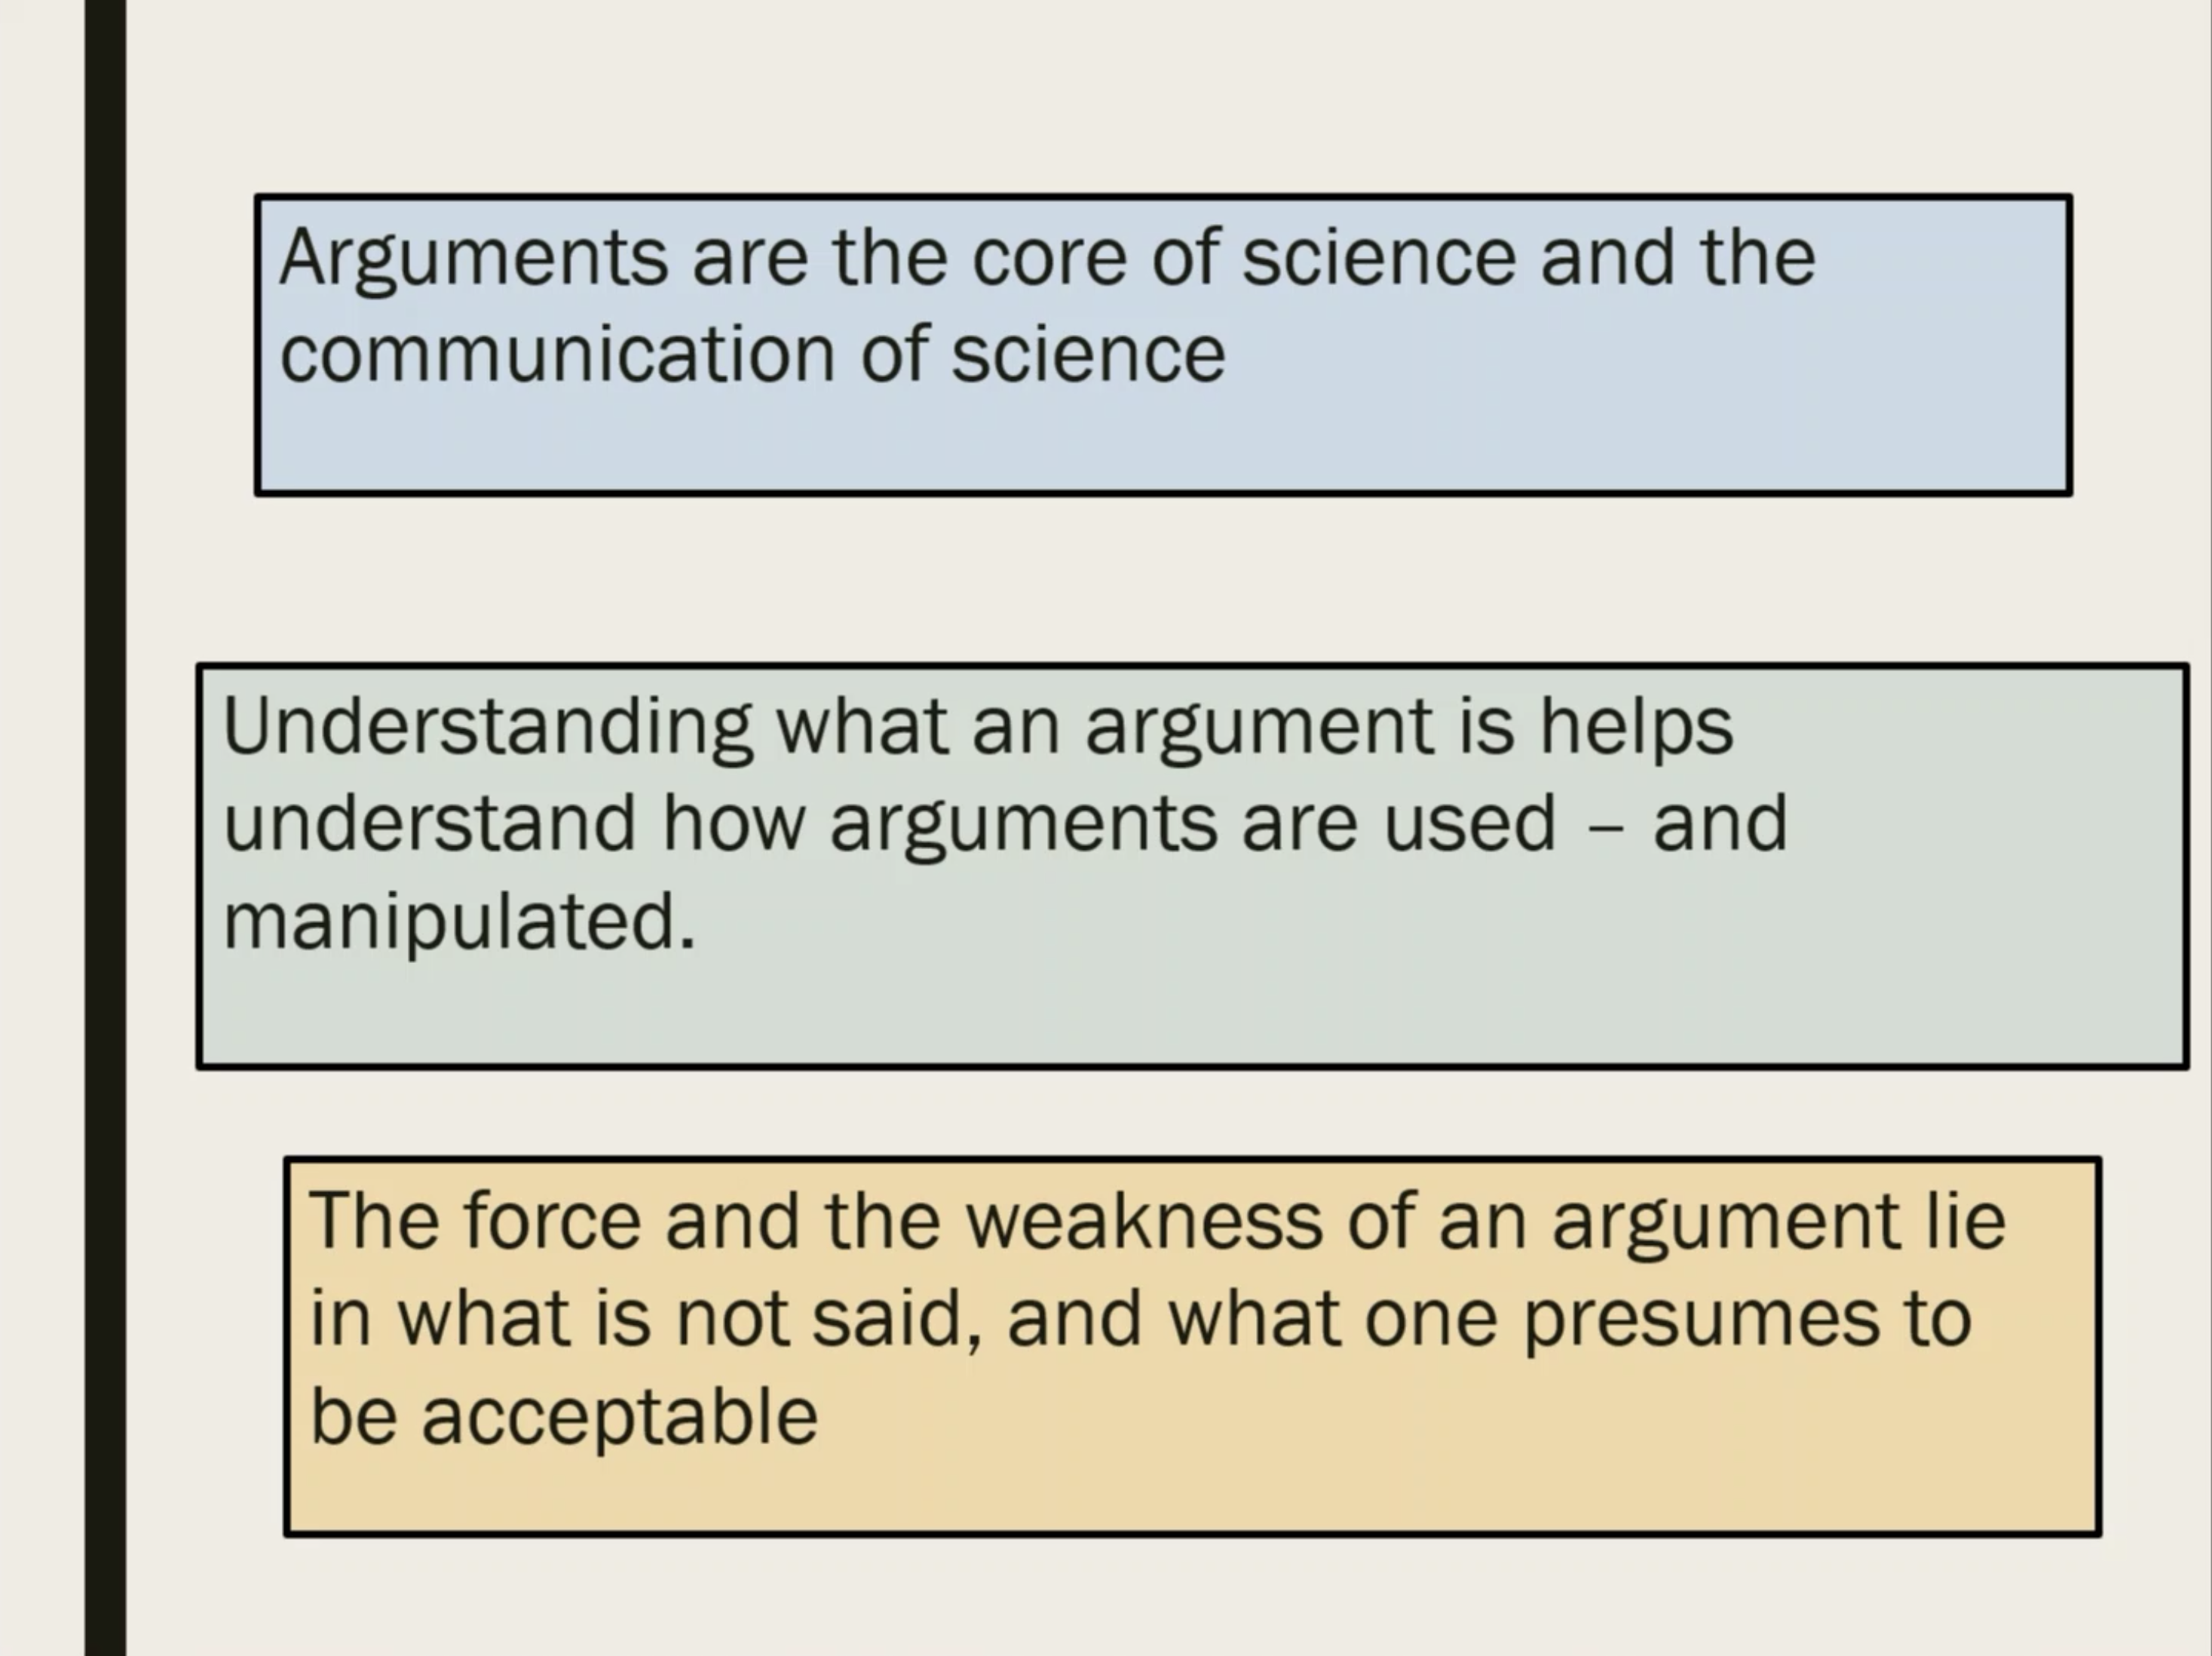 Arguments are the core of science and the
communication of science
Understanding what an argument is helps
understand how arguments are used – and
manipulated.
The force and the weakness of an argument lie
in what is not said, and what one presumes to
be acceptable